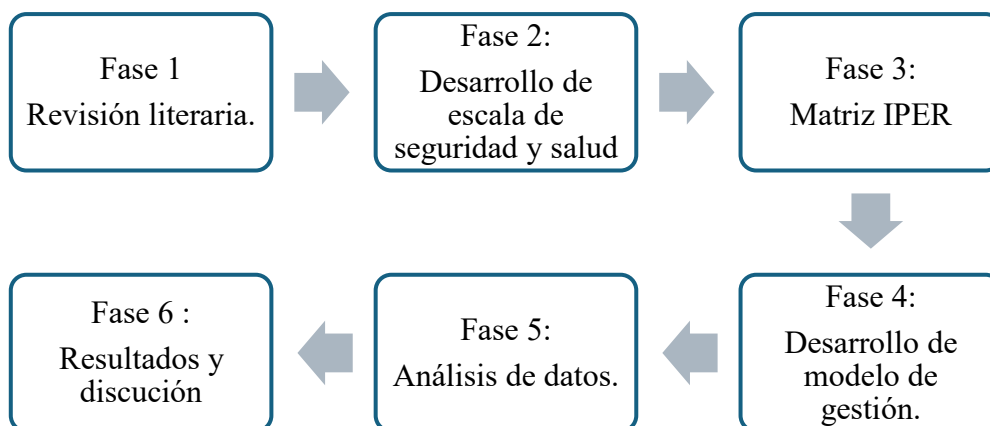 Fase 1
Revisión literaria.
Fase 2:
Desarrollo de
escala de
seguridad y salud
Fase 3:
Matriz IPER
Fase 4:
Desarrollo de
modelo de
gestión.
Fase 5:
Análisis de datos.
Fase 6 :
Resultados y
discución